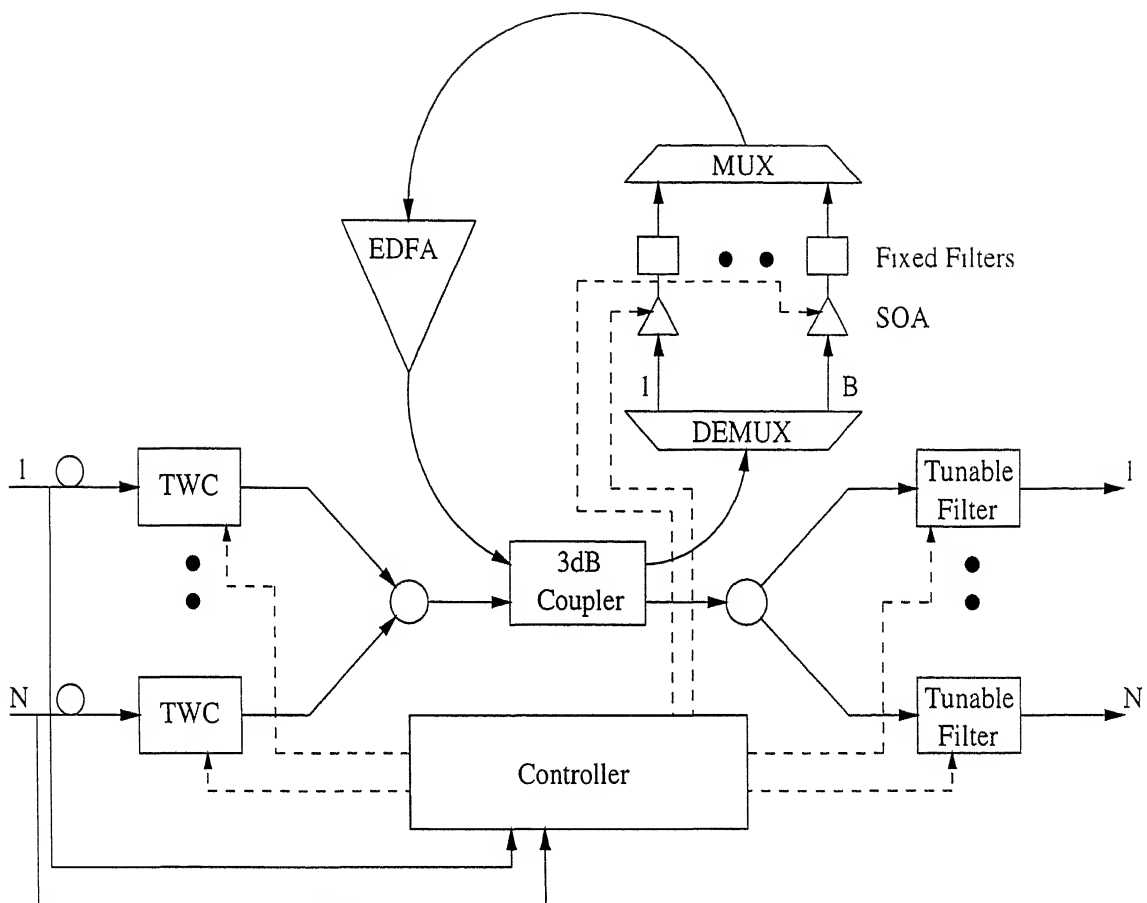 MUX
EDFA
Fixed Filters
SOA
1
B
DEMUX
1
TWC
Tunable
Filter
1
3dB
Coupler
N
TWC
Tunable
Filter
N
Controller